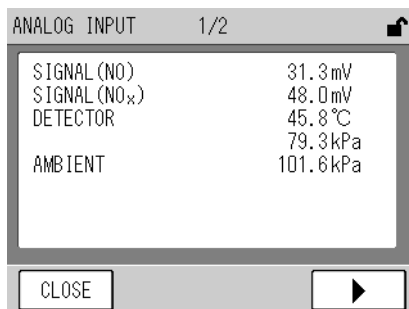 ANALOG INPUT 1/2
SIGNAL(NO) 31.3mV
SIGNAL(NOx) 48.0mV
DETECTOR 45.8℃
79.3kPa
AMBIENT 101.6kPa
CLOSE